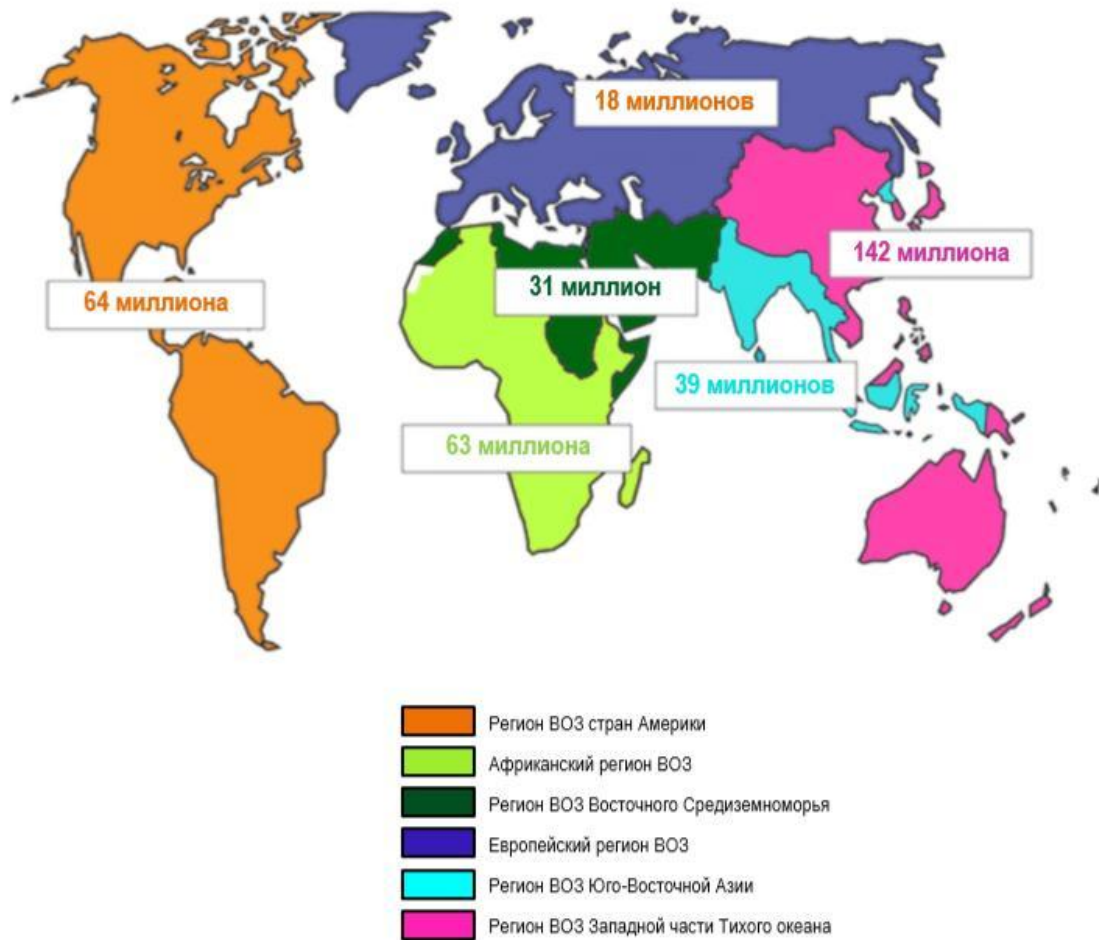 18 миллионов
142 миллиона
64 миллиона
31 миллион
39 миллионов
63 миллиона
Регион ВОЗ стран Америки
Африканский регион ВОЗ
Регион ВОЗ Восточного Средиземноморья
Европейский регион ВОЗ
Регион ВОЗ Юго-Восточной Азии
Регион ВОЗ Западной части Тихого океана